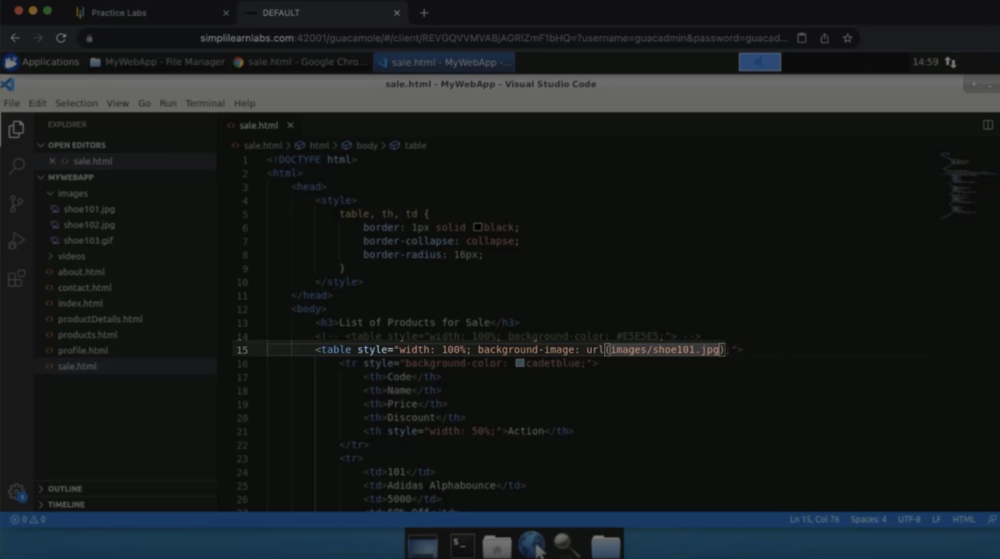 Practice Labs
DEFAULT
simplilearnlabs.com:42001/guacamole/#/client/REVGQVVMVABjAGRlZmF1bHQ=?username=guacadmin&password=guacad...
Applications
MyWebApp - File Manager
sale.html - Google Chro...
sale.html - MyWebApp -...
14:59
sale.html - MyWebApp - Visual Studio Code
File Edit Selection View Go Run Terminal Help
EXPLORER
OPEN EDITORS
sale.html
MYWEBAPP
images
shoe101.jpg
shoe102.jpg
shoe103.gif
videos
about.html
contact.html
index.html
productDetails.html
products.html
profile.html
sale.html
OUTLINE
TIMELINE
sale.html
sale.html > html > body > table
1 <!DOCTYPE html>
2 <html>
3 <head>
4 <style>
5 table, th, td {
6 border: 1px solid black;
7 border-collapse: collapse;
8 border-radius: 16px;
9 }
10 </style>
11 </head>
12 <body>
13 <h3>List of Products for Sale</h3>
14 <!-- <table style="width: 100%; background-color: #E5E5E5;"> -->
15 <table style="width: 100%; background-image: url(images/shoe101.jpg);">
16 <tr style="background-color: cadetblue;">
17 <th>Code</th>
18 <th>Name</th>
19 <th>Price</th>
20 <th>Discount</th>
21 <th style="width: 50%;">Action</th>
22 </tr>
23 <tr>
24 <td>101</td>
25 <td>Adidas Alphabounce</td>
26 <td>5000</td>
0 0
Ln 15, Col 76 Spaces: 4 UTF-8 LF HTML